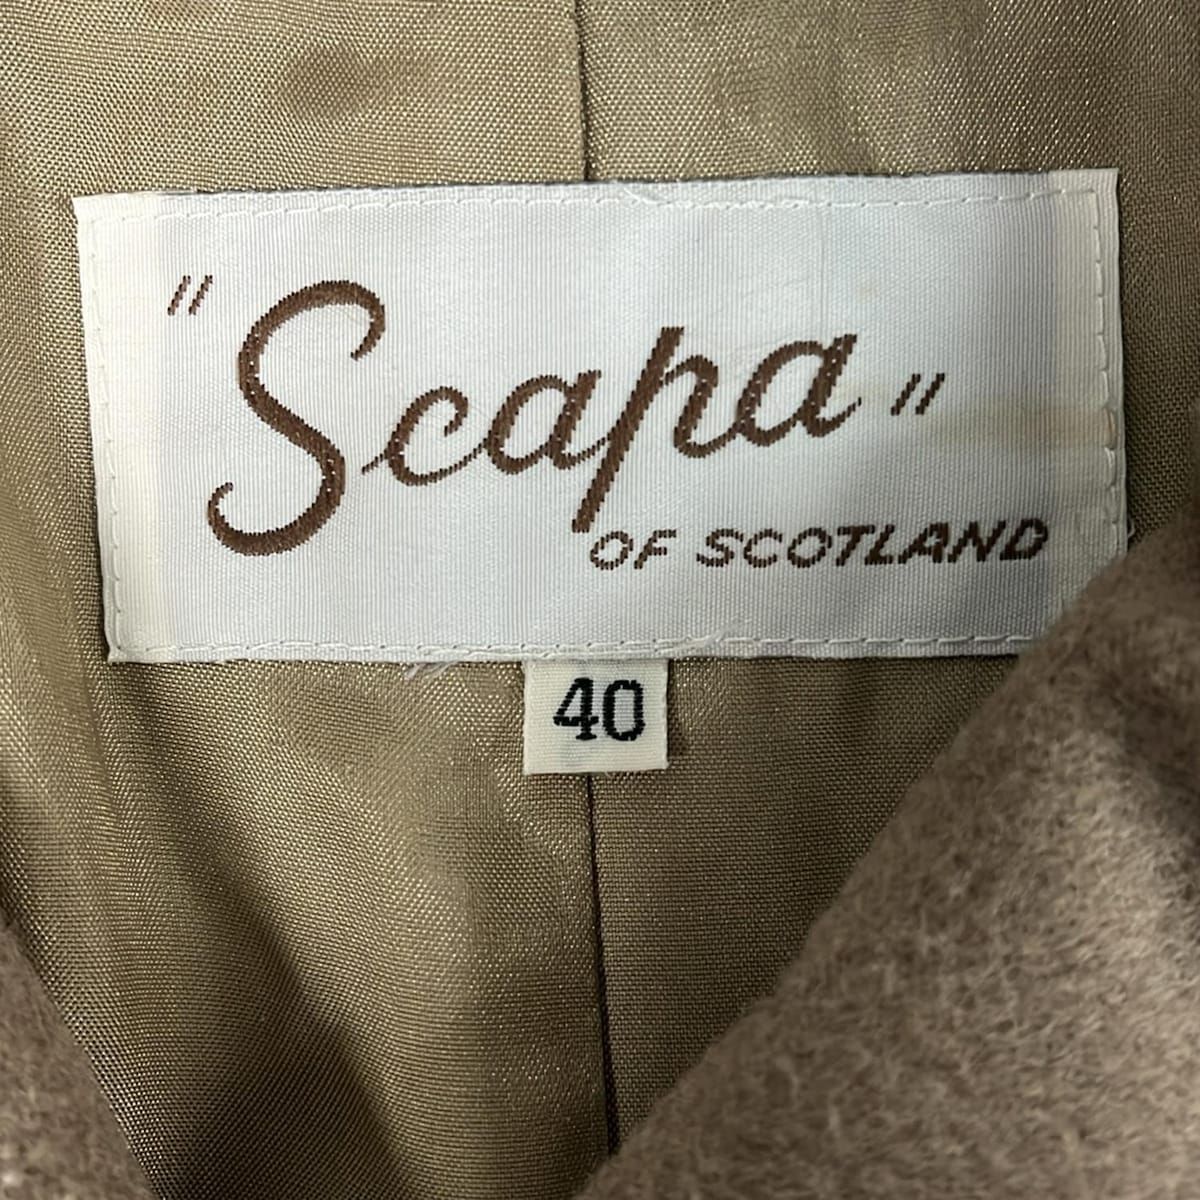 "Scapa"
OF SCOTLAND
40